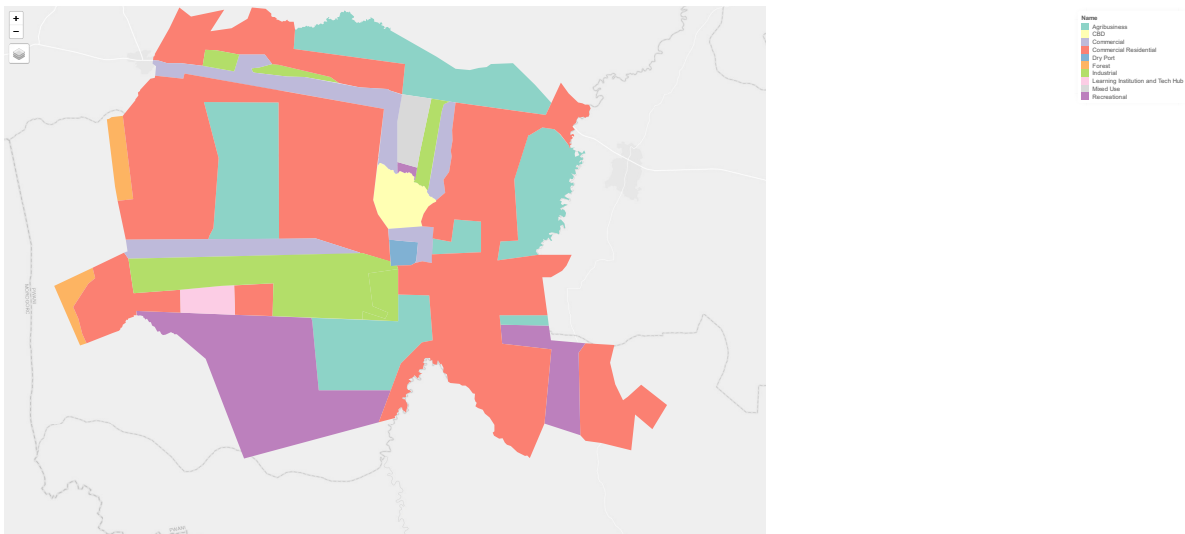 +
−
Name
Agribusiness
CBD
Commercial
Commercial Residential
Dry Port
Forest
Industrial
Learning Institution and Tech Hub
Mixed Use
Recreational